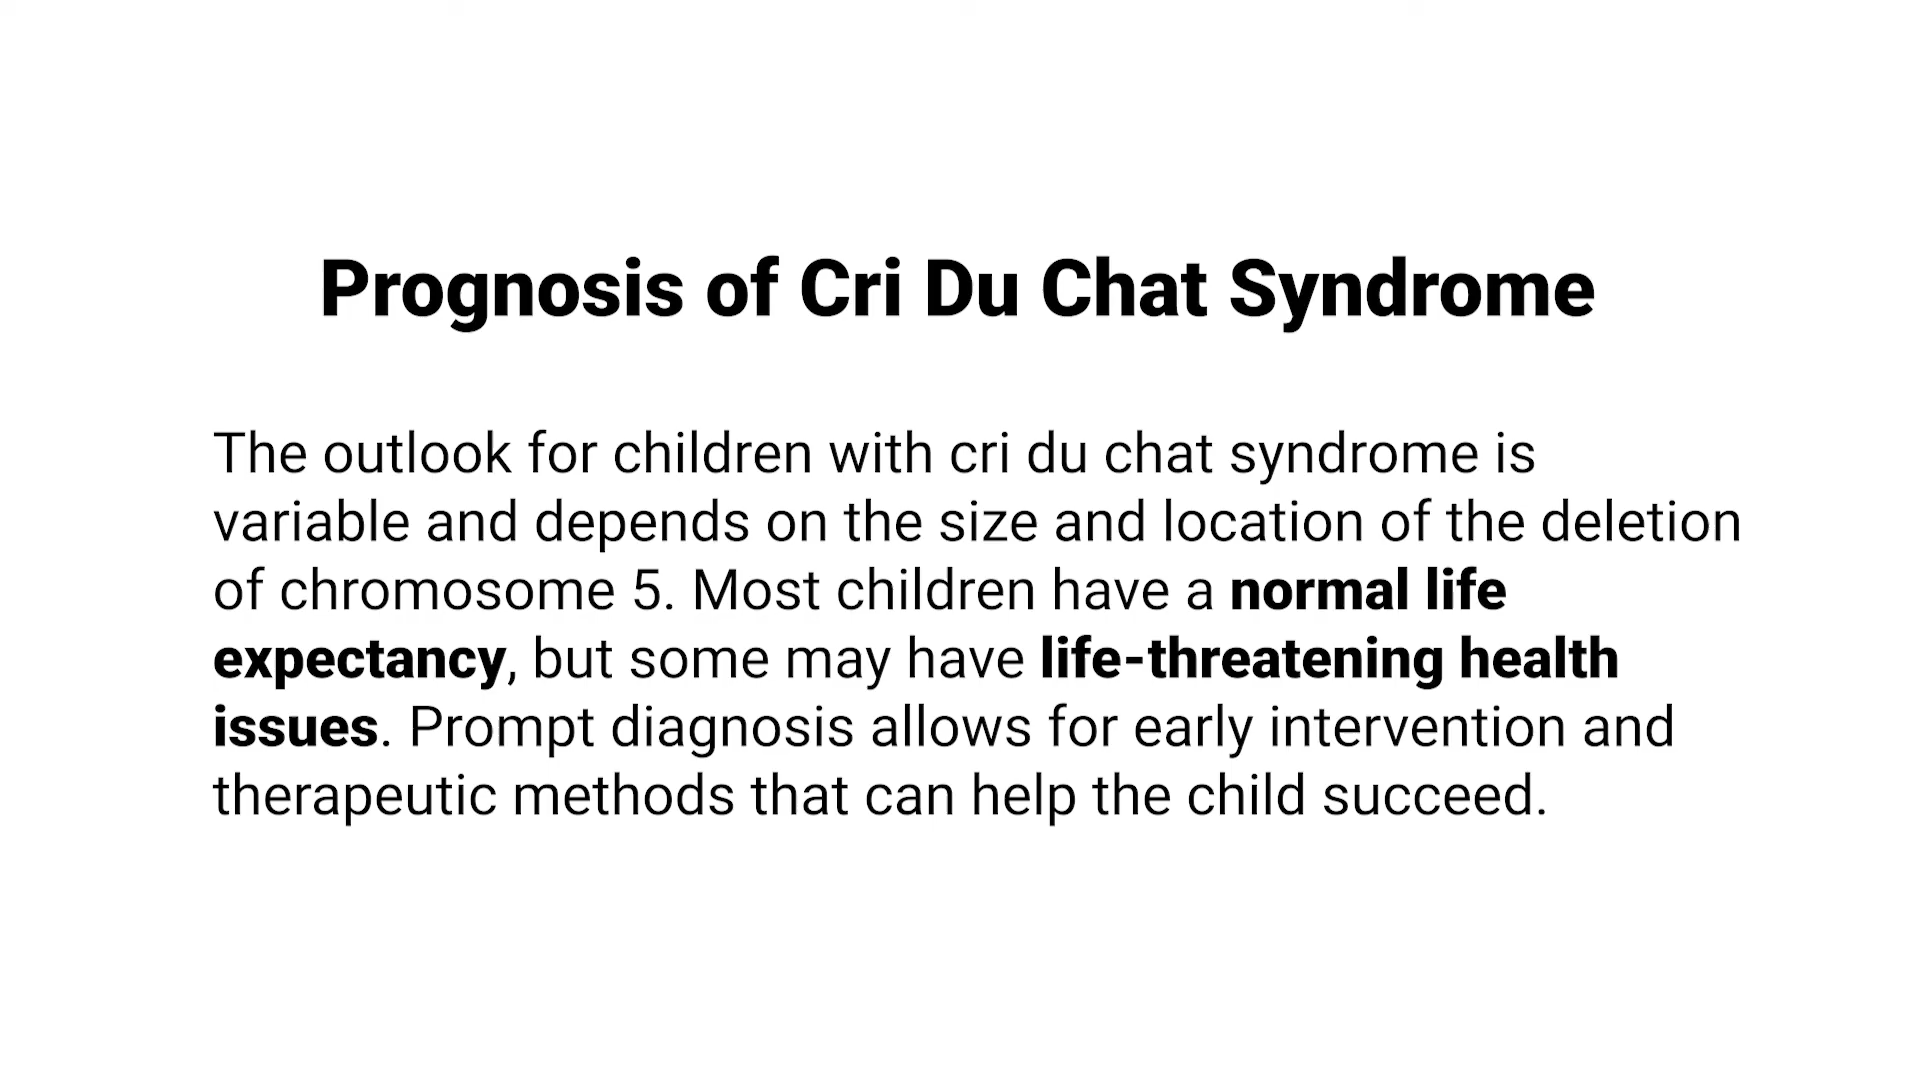 Prognosis of Cri Du Chat Syndrome
The outlook for children with cri du chat syndrome is
variable and depends on the size and location of the deletion
of chromosome 5. Most children have a normal life
expectancy, but some may have life-threatening health
issues. Prompt diagnosis allows for early intervention and
therapeutic methods that can help the child succeed.